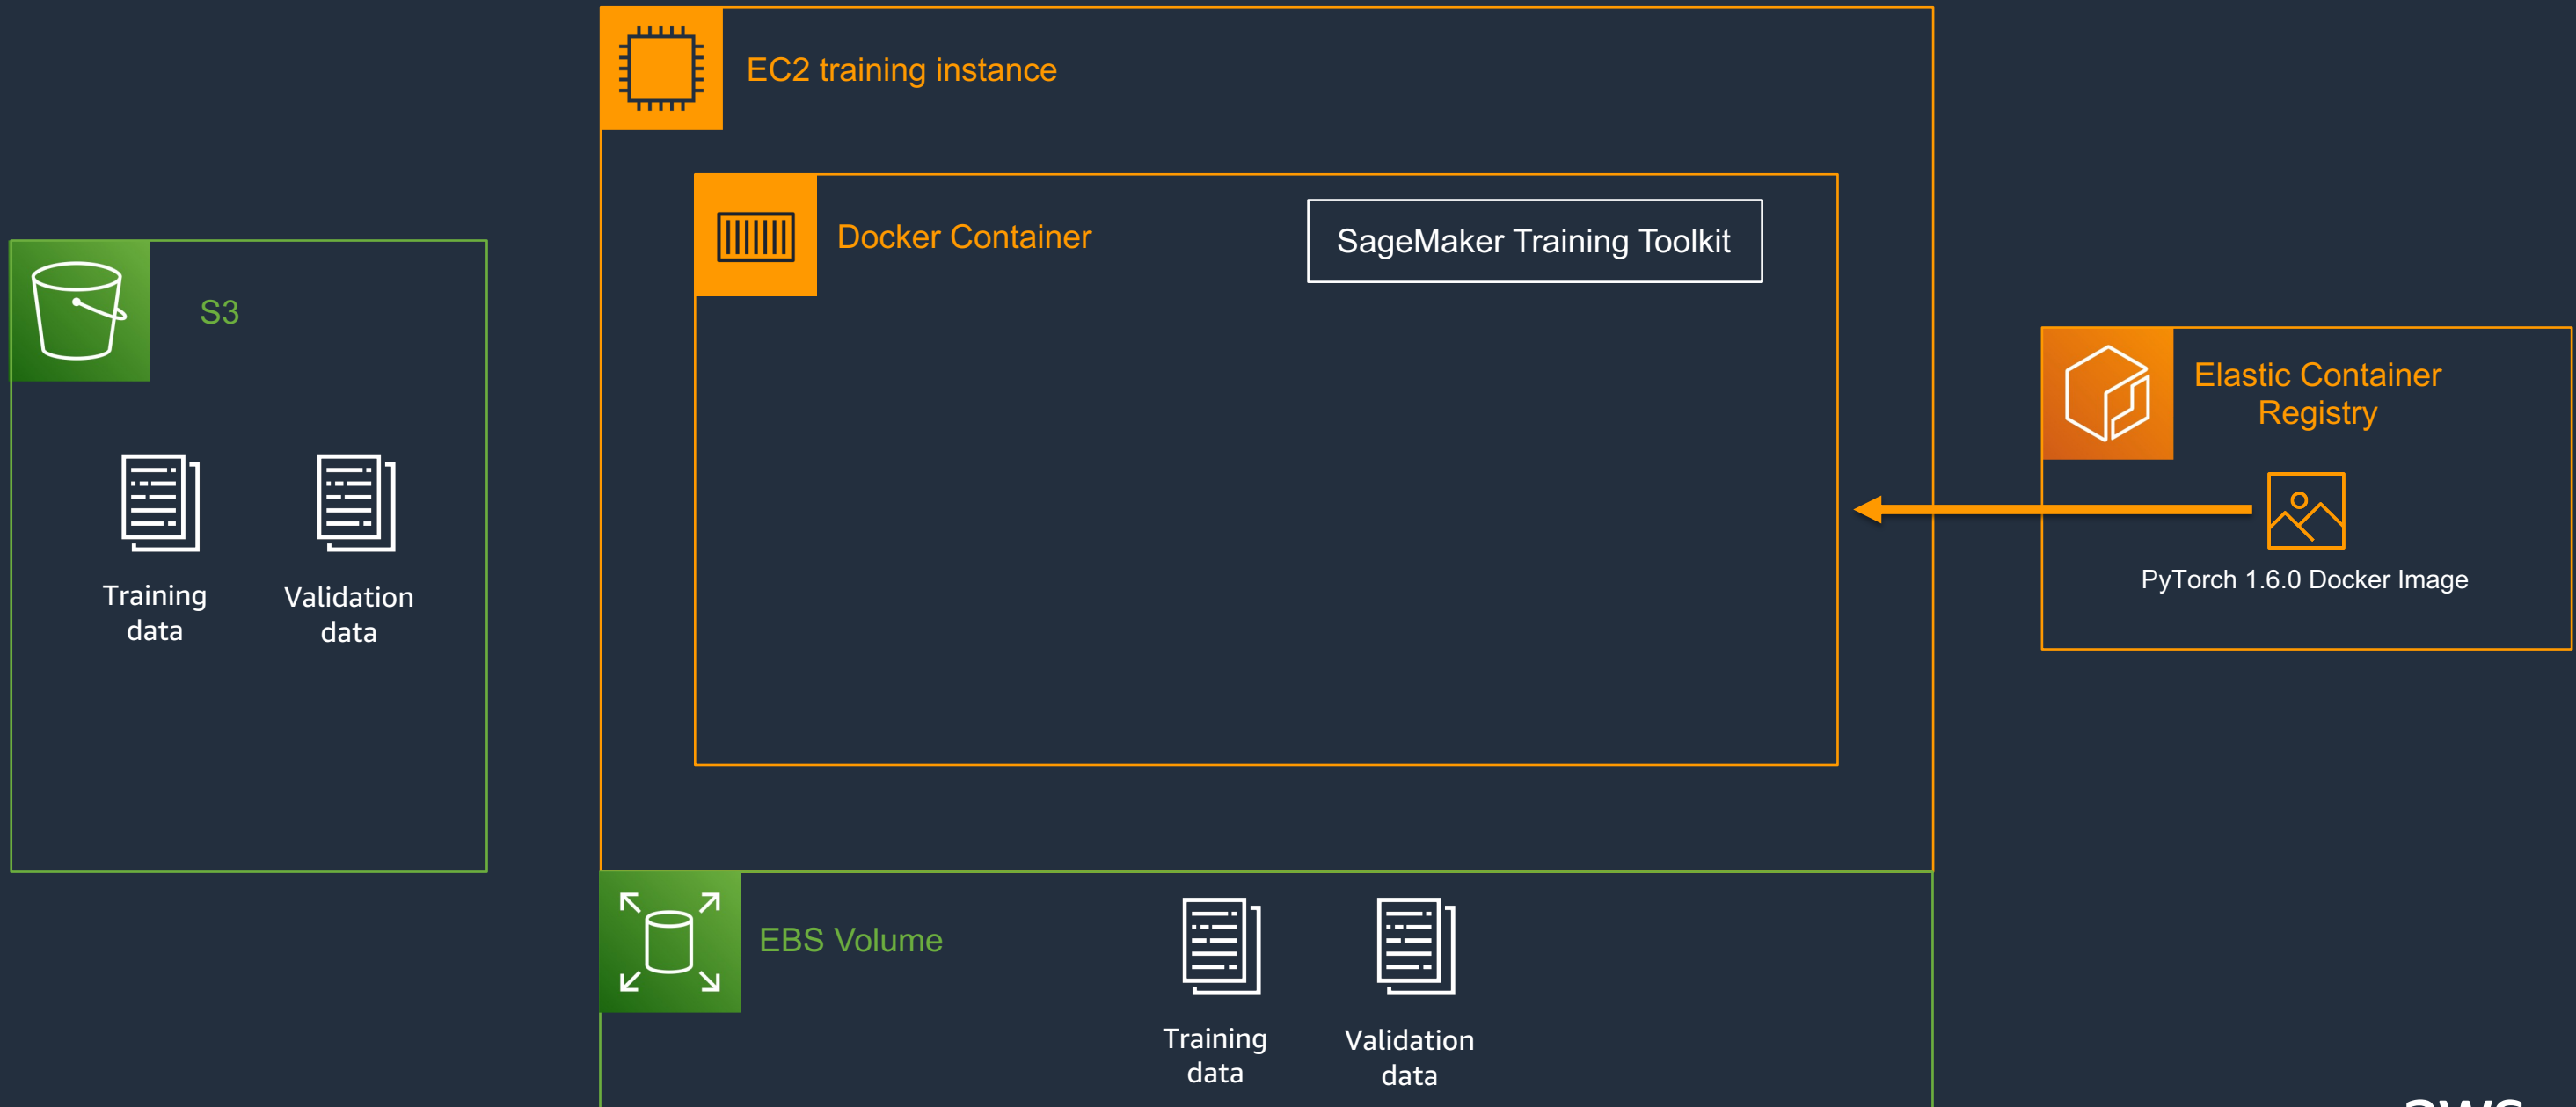 EC2 training instance
Docker Container
SageMaker Training Toolkit
S3
Training
data
Validation
data
Elastic Container
Registry
PyTorch 1.6.0 Docker Image
EBS Volume
Training
data
Validation
data
aws